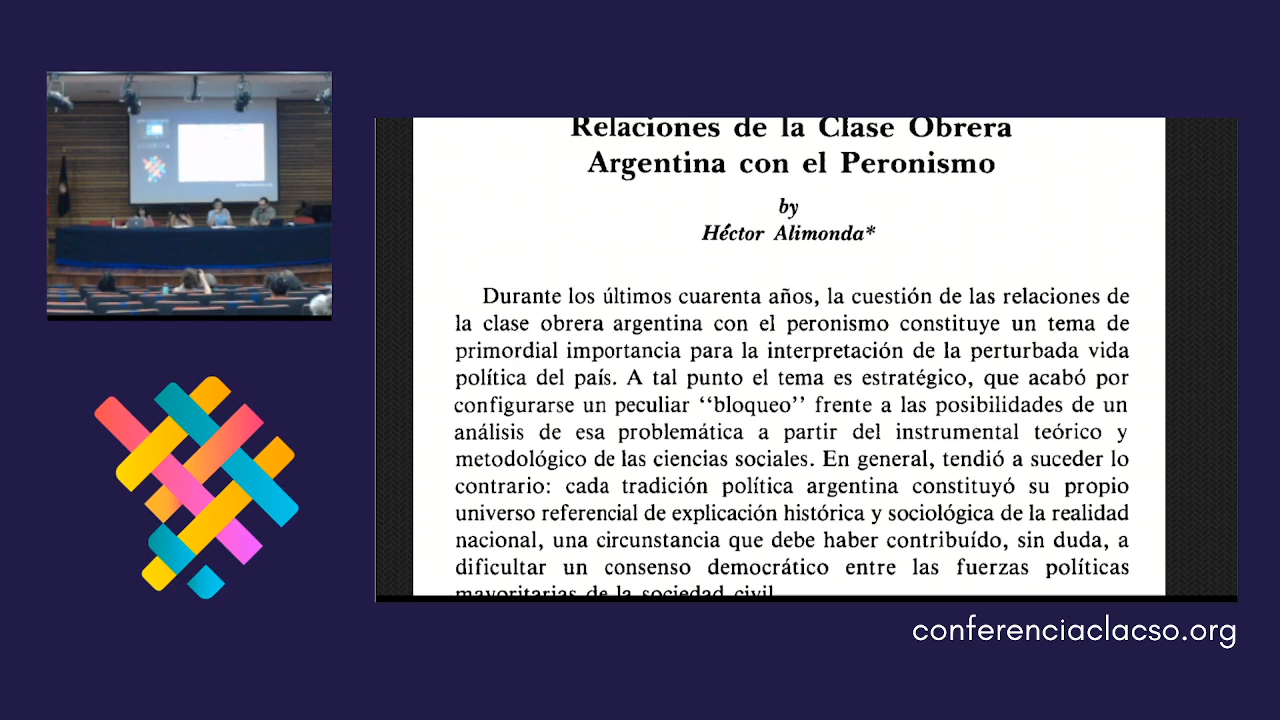 Relaciones de la Clase Obrera
Argentina con el Peronismo
by
Héctor Alimonda*
Durante los últimos cuarenta años, la cuestión de las relaciones de
la clase obrera argentina con el peronismo constituye un tema de
primordial importancia para la interpretación de la perturbada vida
política del país. A tal punto el tema es estratégico, que acabó por
configurarse un peculiar ‘‘bloqueo’’ frente a las posibilidades de un
análisis de esa problemática a partir del instrumental teórico y
metodológico de las ciencias sociales. En general, tendió a suceder lo
contrario: cada tradición política argentina constituyó su propio
universo referencial de explicación histórica y sociológica de la realidad
nacional, una circunstancia que debe haber contribuído, sin duda, a
dificultar un consenso democrático entre las fuerzas políticas
mayoritarias de la sociedad civil.
conferenciaclacso.org